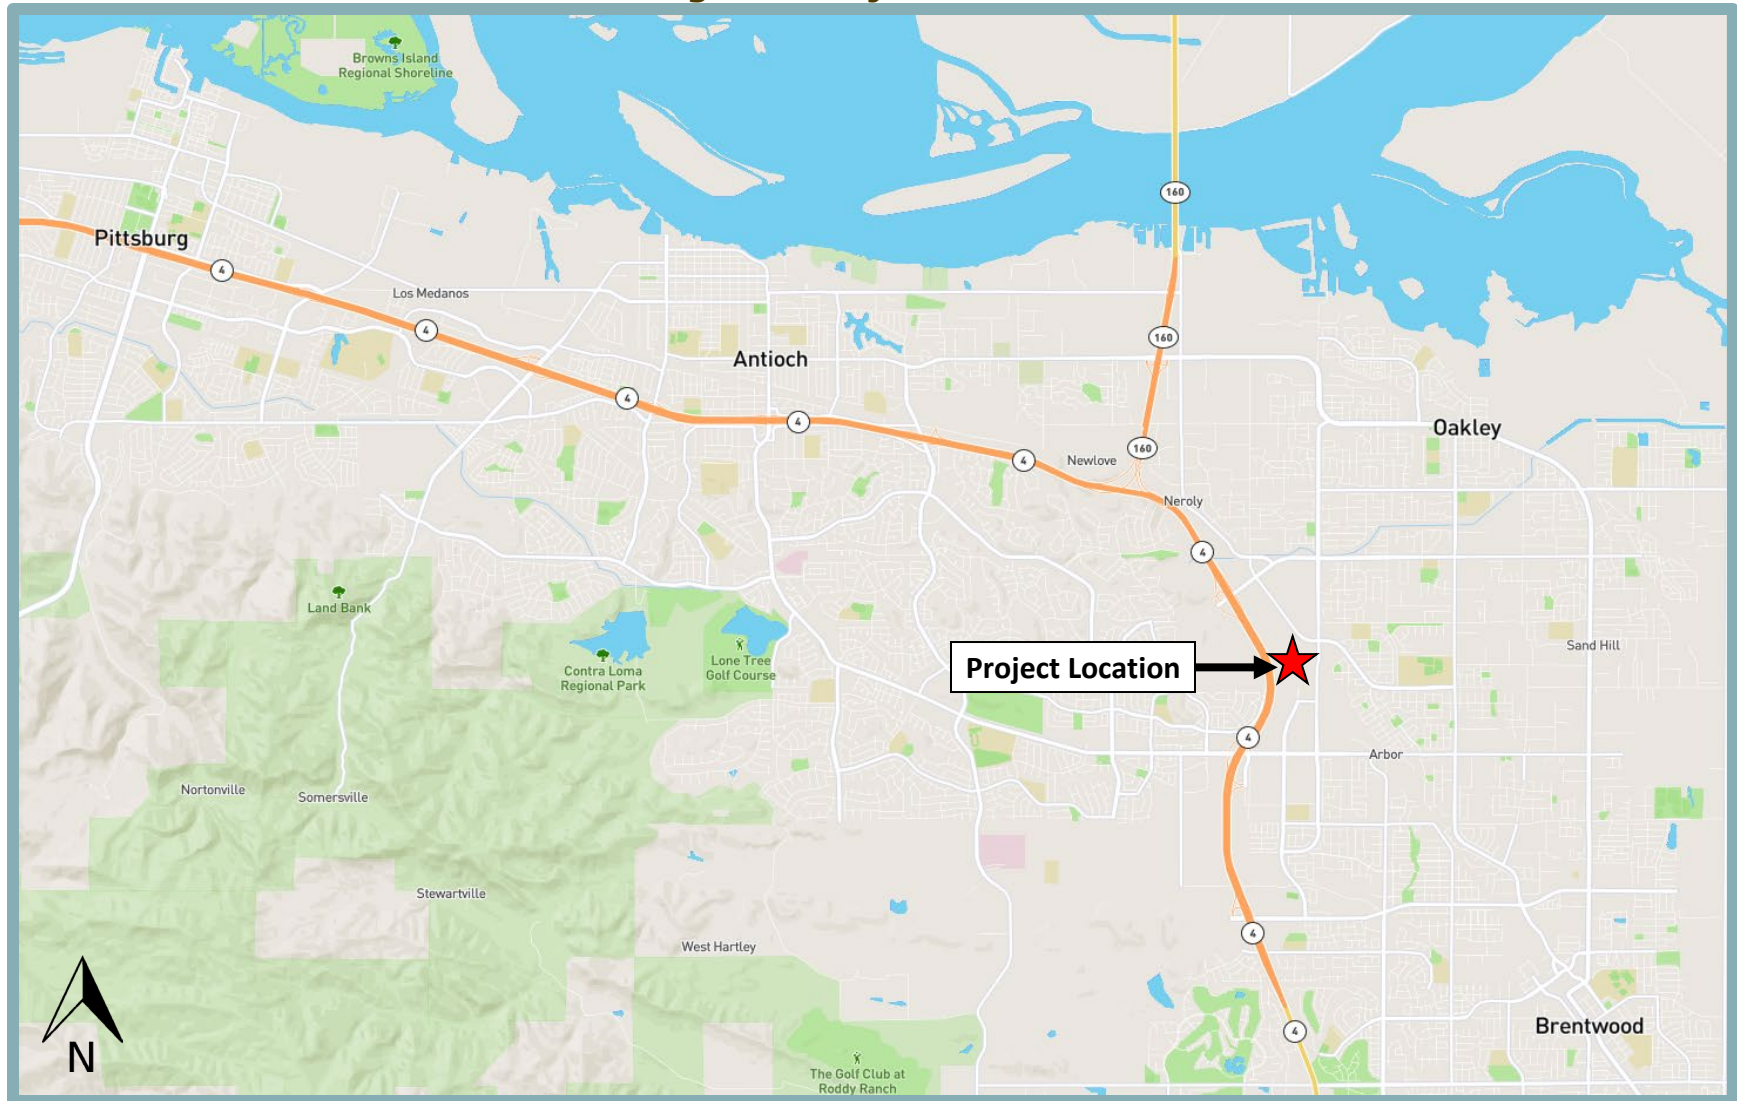 Browns Island
Regional Shoreline
160
Pittsburg
4
Los Medanos
4
160
Antioch
4
4
Oakley
160
4
Newlove
Neroly
4
Land Bank
Project Location
Sand Hill
Contra Loma
Regional Park
Lone Tree
Golf Course
4
Arbor
Nortonville
Somersville
Stewartville
4
West Hartley
N
Brentwood
4
The Golf Club at
Roddy Ranch